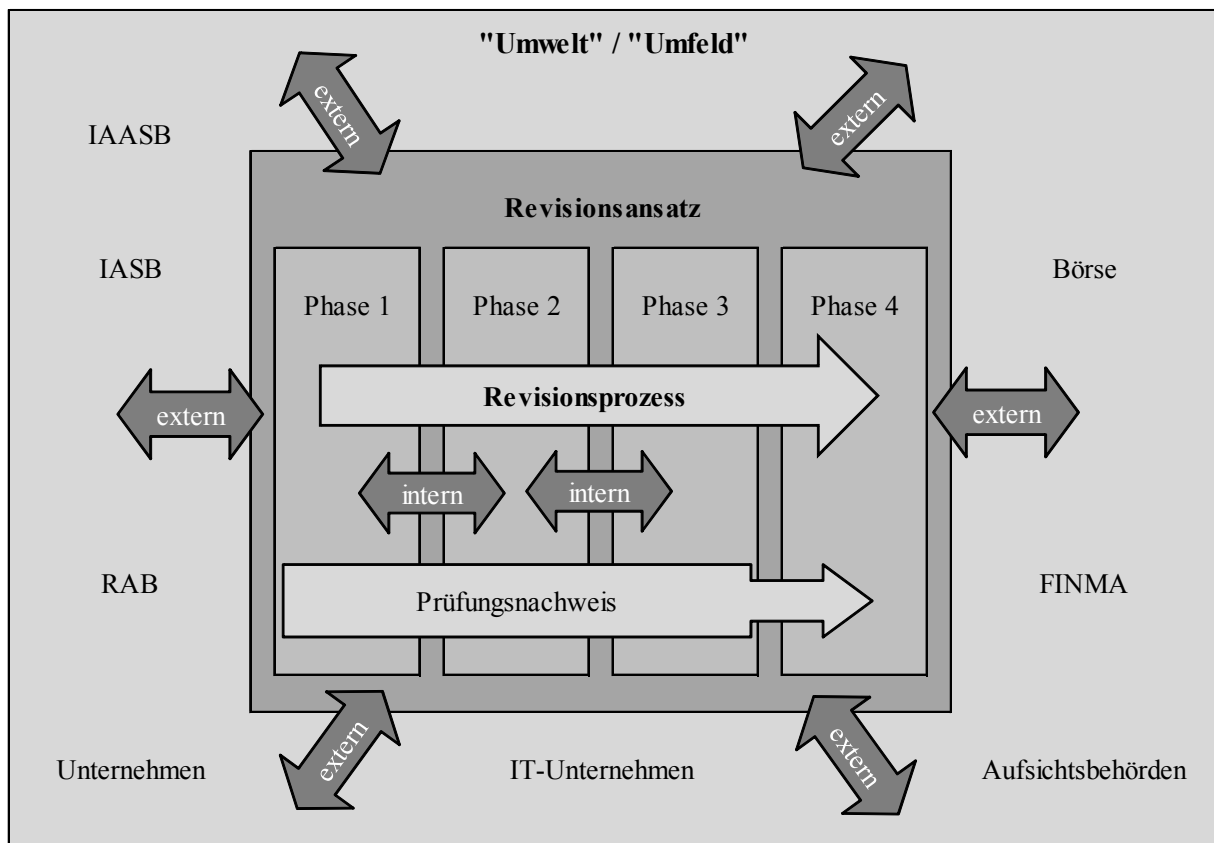 "Umwelt" / "Umfeld"
extern
extern
IAASB
Revisionsansatz
IASB
Börse
Phase 1
Phase 2
Phase 3
Phase 4
Revisionsprozess
extern
extern
intern
intern
RAB
Prüfungsnachweis
FINMA
extern
extern
Unternehmen
IT-Unternehmen
Aufsichtsbehörden